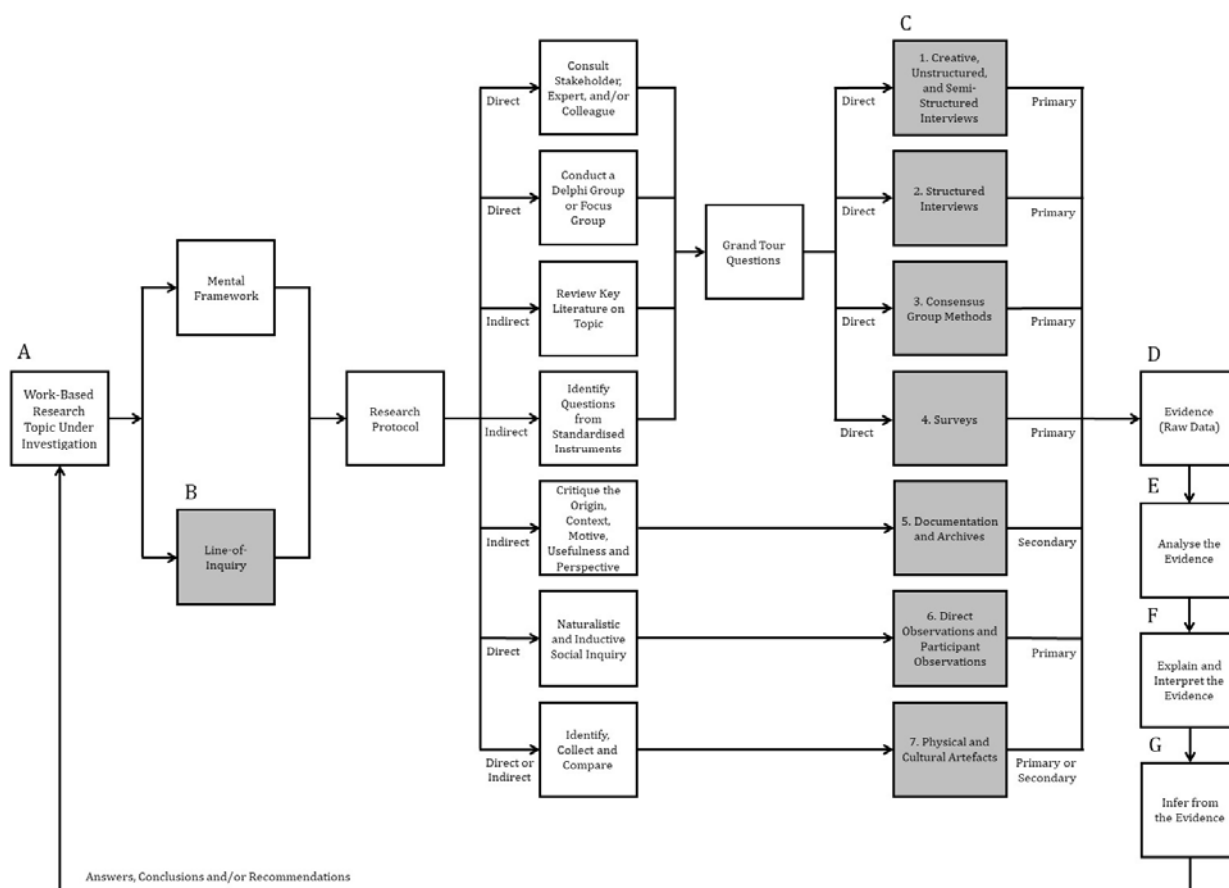 A
Work-Based
Research
Topic Under
Investigation
Mental
Framework
B
Line-of-
Inquiry
Research
Protocol
Direct
Consult
Stakeholder,
Expert, and/or
Colleague
Direct
Conduct a
Delphi Group
or Focus
Group
Indirect
Review Key
Literature on
Topic
Indirect
Identify
Questions
from
Standardised
Instruments
Indirect
Critique the
Origin,
Context,
Motive,
Usefulness and
Perspective
Direct
Naturalistic
and Inductive
Social Inquiry
Direct or
Indirect
Identify,
Collect and
Compare
Grand Tour
Questions
C
Direct
1. Creative,
Unstructured,
and Semi-
Structured
Interviews
Primary
Direct
2. Structured
Interviews
Primary
Direct
3. Consensus
Group Methods
Primary
Direct
4. Surveys
Primary
5. Documentation
and Archives
Secondary
6. Direct
Observations and
Participant
Observations
Primary
7. Physical and
Cultural Artefacts
Primary or
Secondary
D
Evidence
(Raw Data)
E
Analyse the
Evidence
F
Explain and
Interpret the
Evidence
G
Infer from
the Evidence
Answers, Conclusions and/or Recommendations